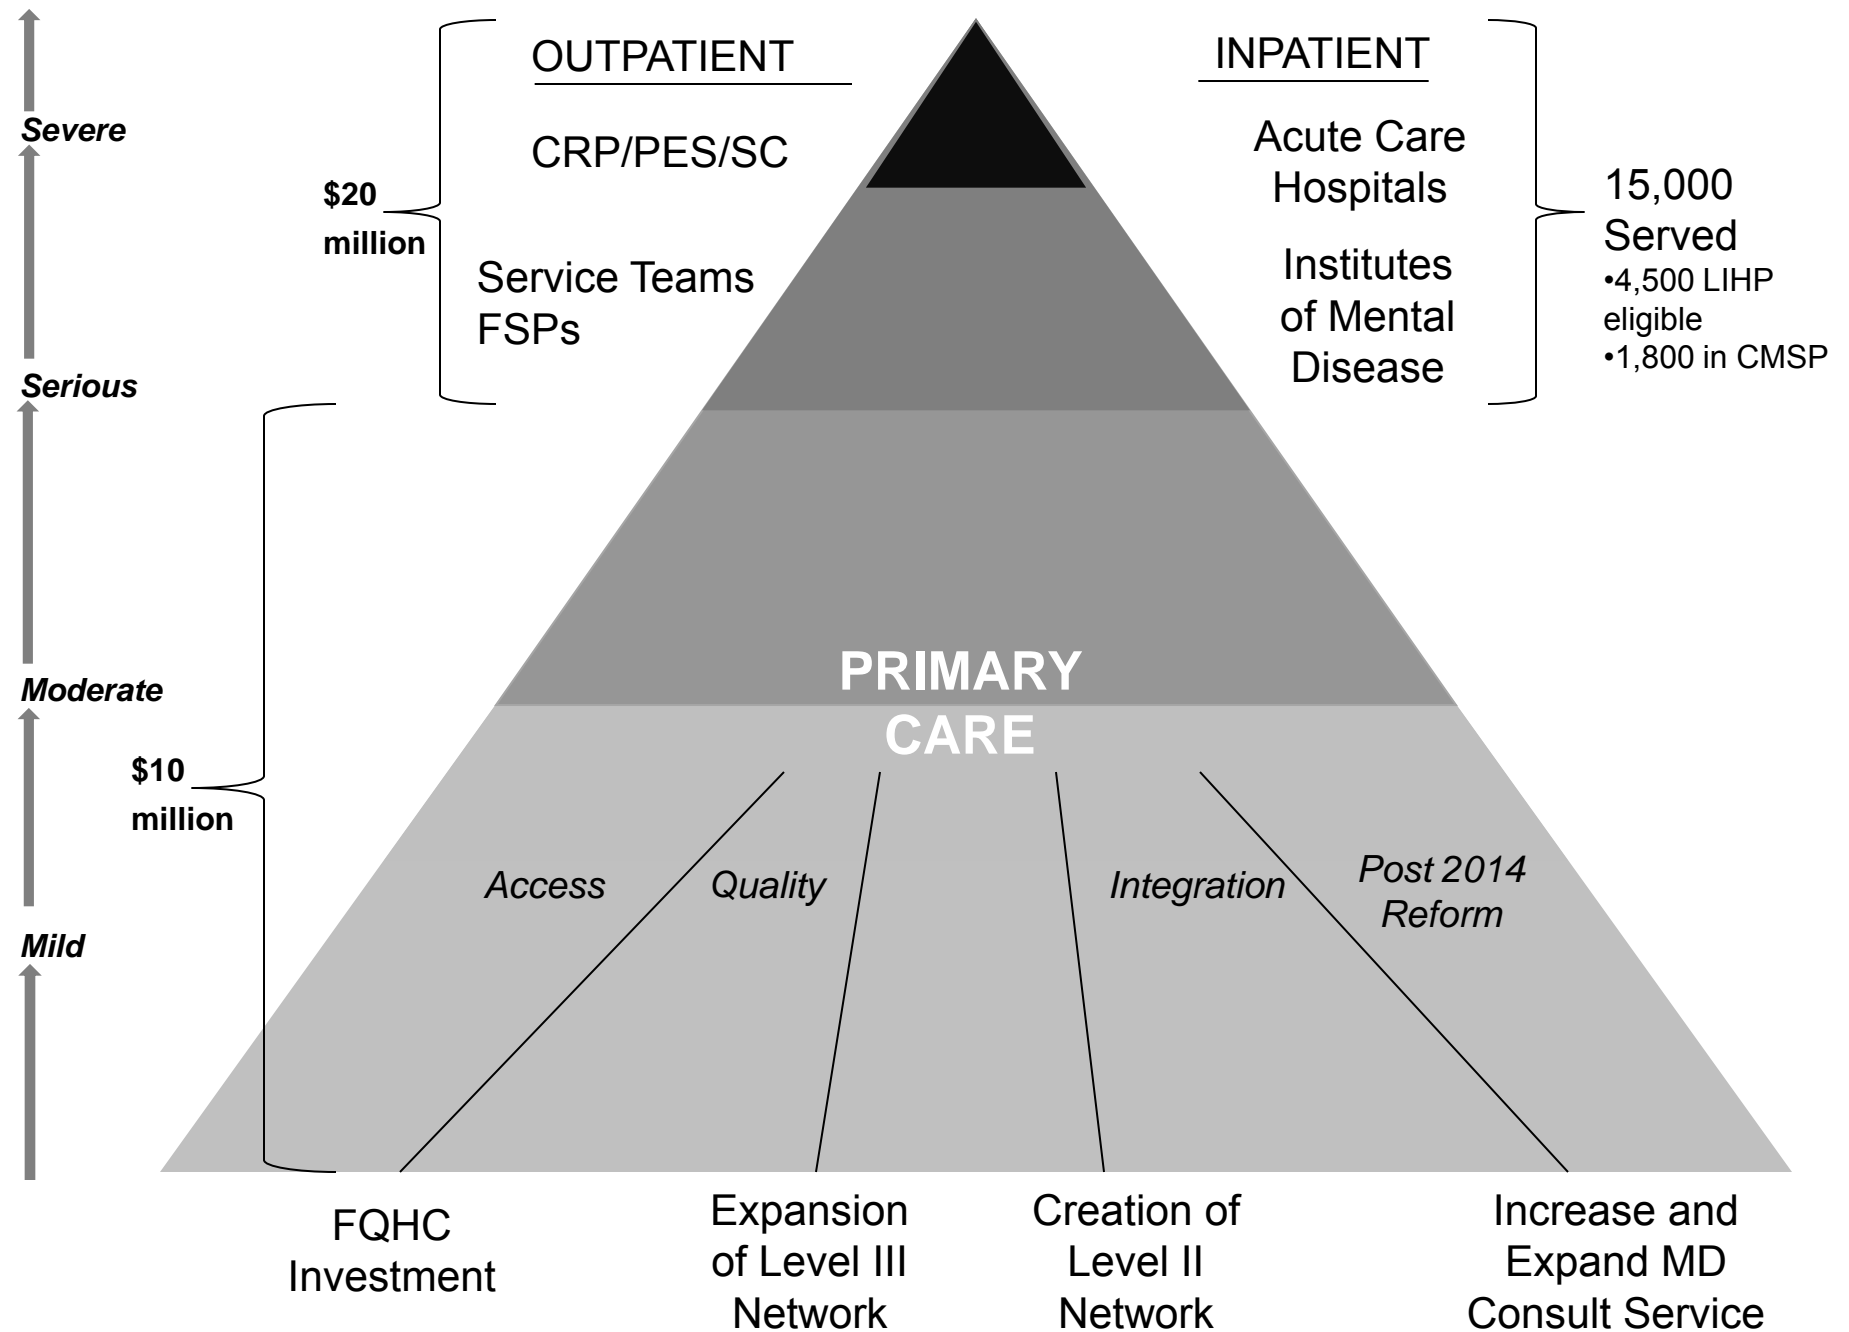 Severe
Serious
Moderate
Mild
$20
million
$10
million
OUTPATIENT
CRP/PES/SC
Service Teams
FSPs
INPATIENT
Acute Care
Hospitals
Institutes
of Mental
Disease
15,000
Served
•4,500 LIHP
eligible
•1,800 in CMSP
PRIMARY
CARE
Access
Quality
Integration
Post 2014
Reform
FQHC
Investment
Expansion
of Level III
Network
Creation of
Level II
Network
Increase and
Expand MD
Consult Service